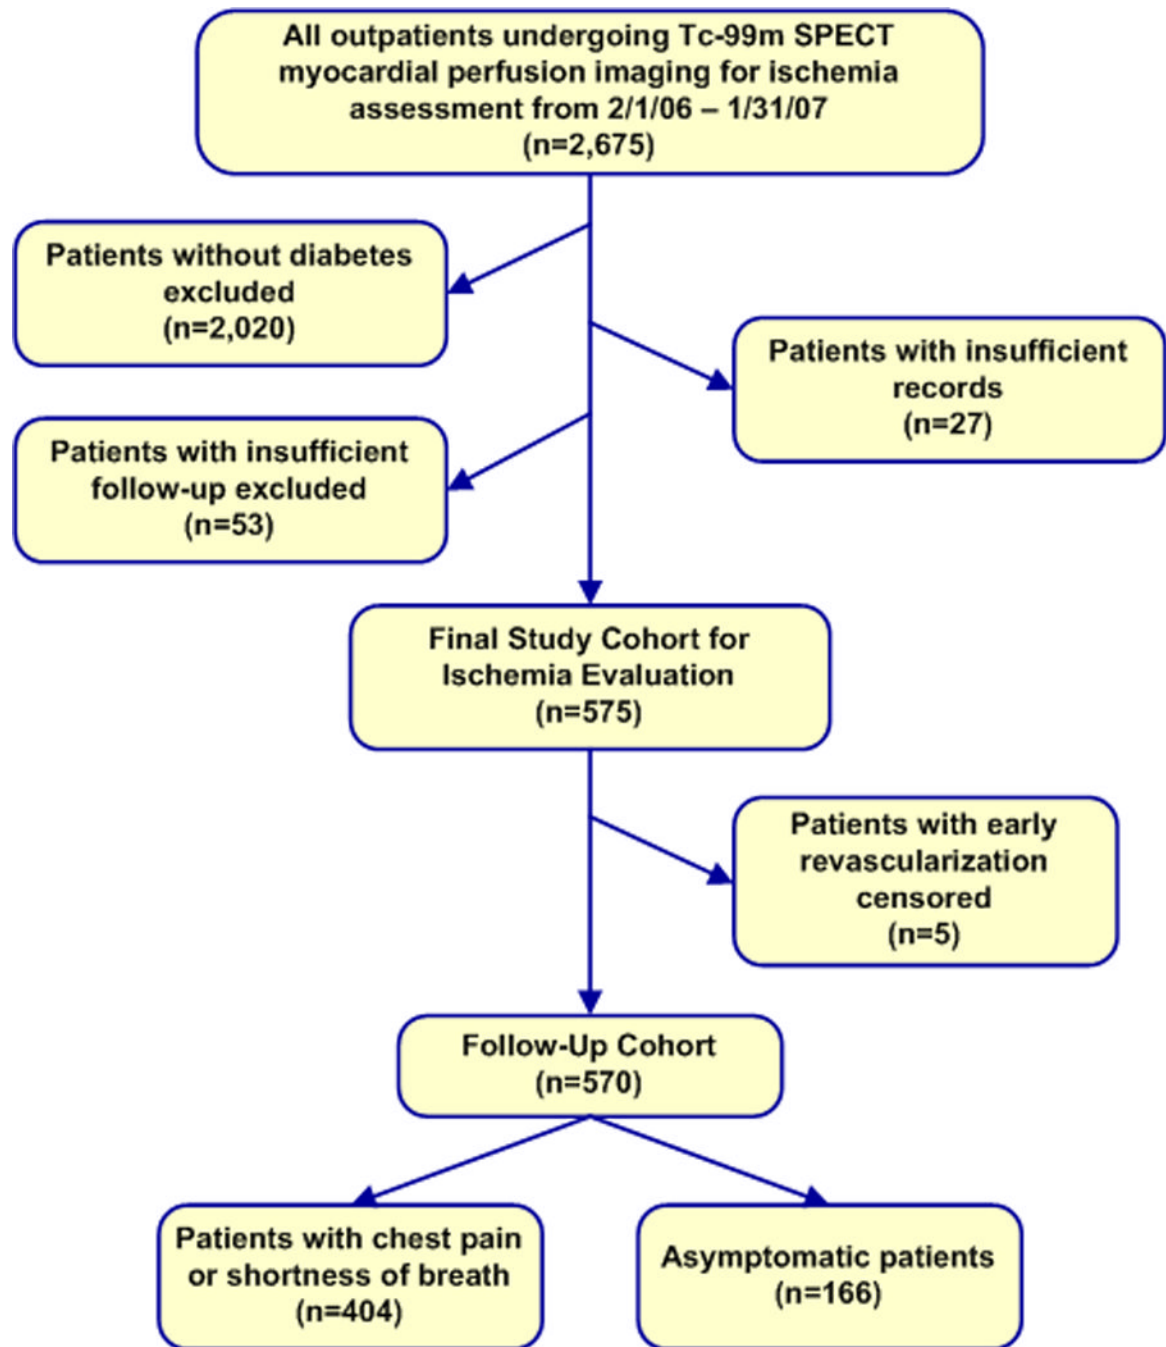 All outpatients undergoing Tc-99m SPECT
myocardial perfusion imaging for ischemia
assessment from 2/1/06 – 1/31/07
(n=2,675)
Patients without diabetes
excluded
(n=2,020)
Patients with insufficient
records
(n=27)
Patients with insufficient
follow-up excluded
(n=53)
Final Study Cohort for
Ischemia Evaluation
(n=575)
Patients with early
revascularization
censored
(n=5)
Follow-Up Cohort
(n=570)
Patients with chest pain
or shortness of breath
(n=404)
Asymptomatic patients
(n=166)